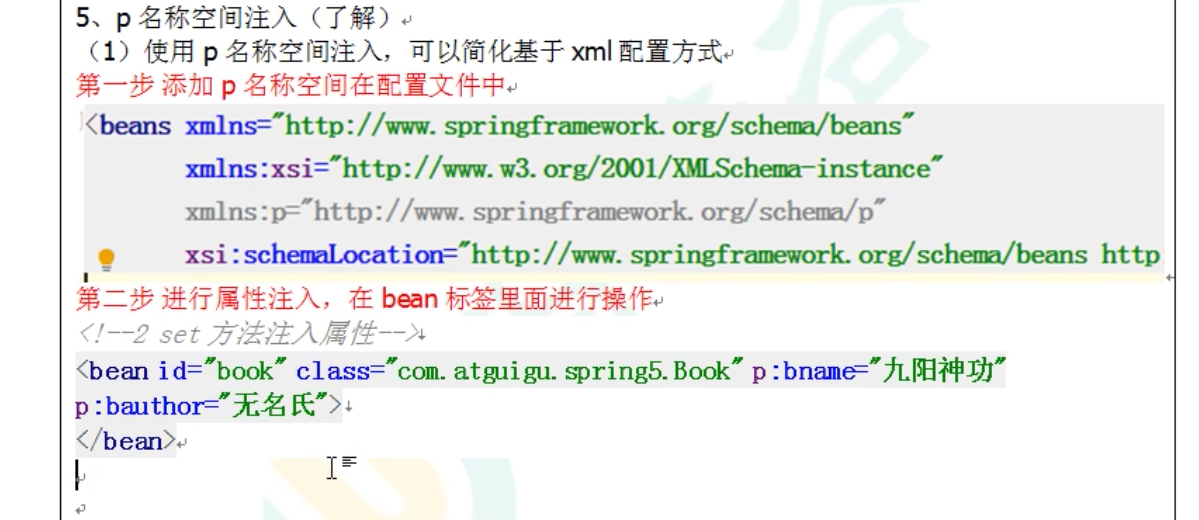 5、p 名称空间注入（了解）
（1）使用 p 名称空间注入，可以简化基于 xml 配置方式
第一步 添加 p 名称空间在配置文件中
<beans xmlns="http://www.springframework.org/schema/beans"
xmlns:xsi="http://www.w3.org/2001/XMLSchema-instance"
xmlns:p="http://www.springframework.org/schema/p"
xsi:schemaLocation="http://www.springframework.org/schema/beans http
第二步 进行属性注入，在 bean 标签里面进行操作
<!--2 set 方法注入属性-->
<bean id="book" class="com.atguigu.spring5.Book" p:bname="九阳神功"
p:bauthor="无名氏">
</bean>